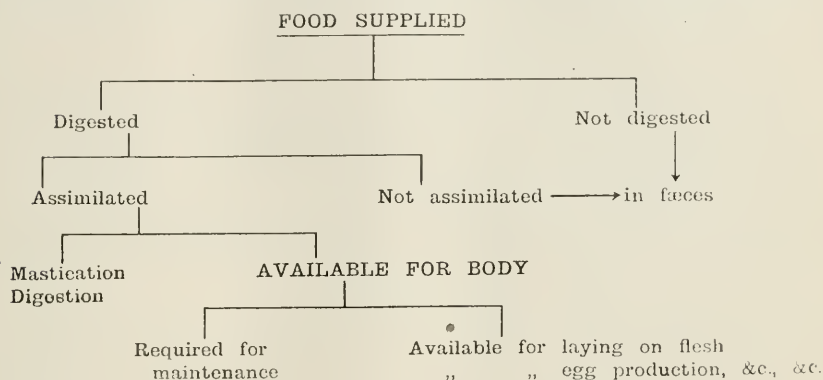 FOOD SUPPLIED
Digested
Not digested
Assimilated
Not assimilated
in fæces
Mastication
Digestion
AVAILABLE FOR BODY
Required for
maintenance
Available for laying on flesh
„ „ egg production, &c., &c.